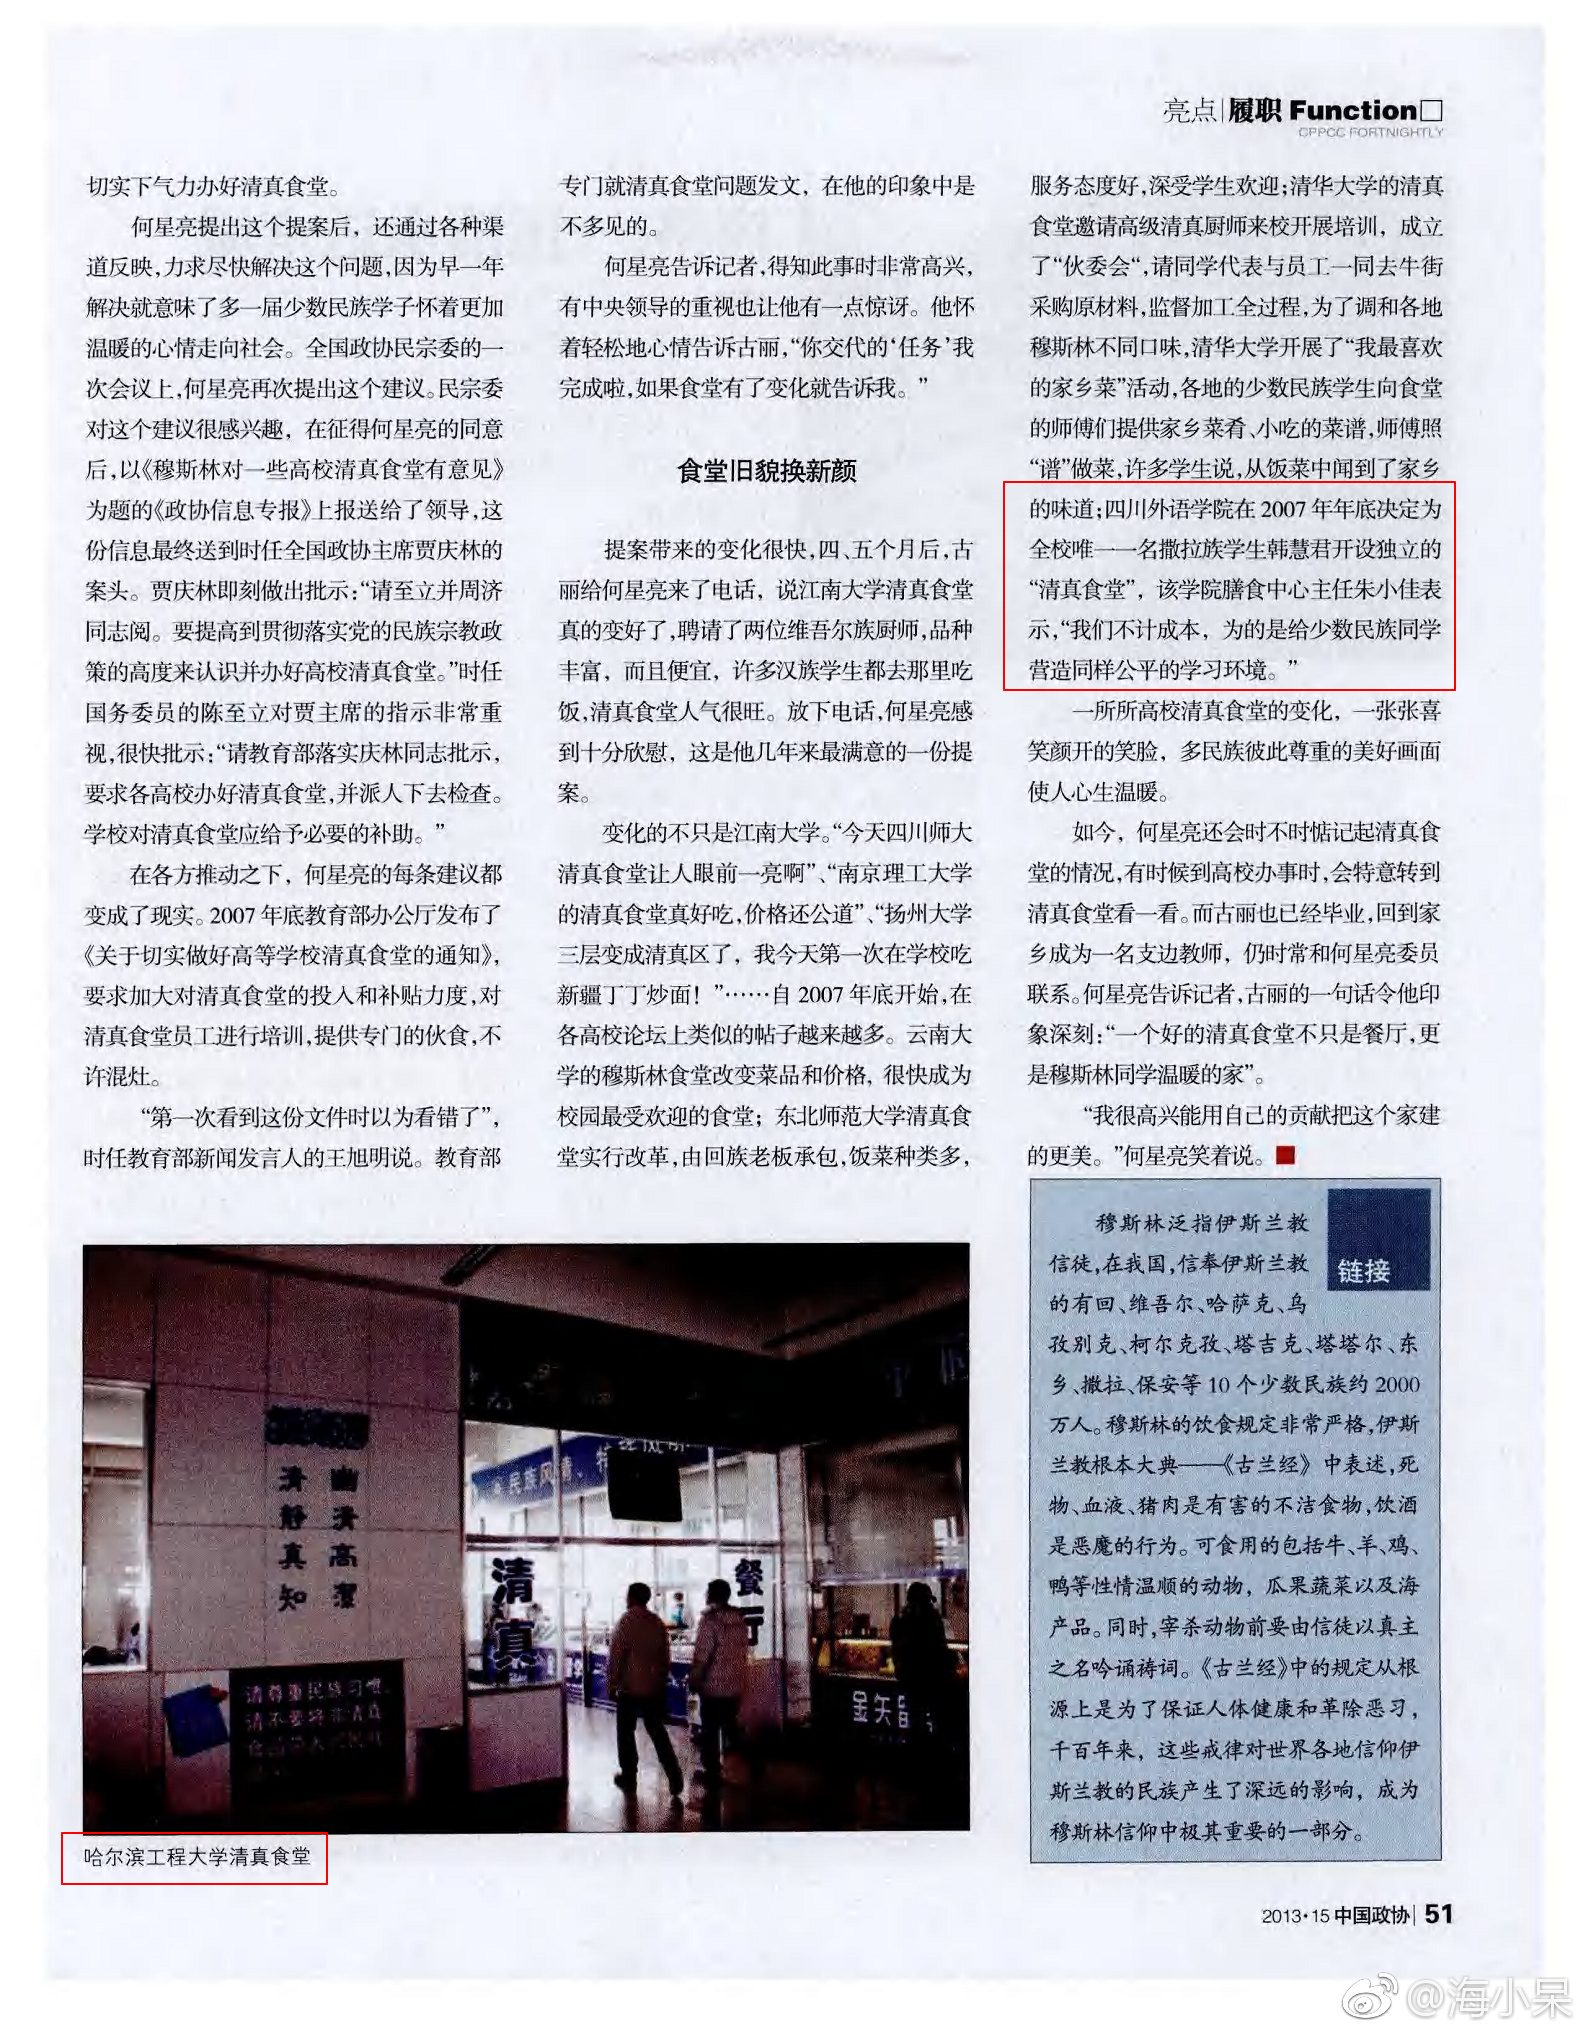 亮点|履职 Function□
CPPCC FORTNIGHTLY
切实下气力办好清真食堂。
何星亮提出这个提案后，还通过各种渠
道反映,力求尽快解决这个问题,因为早一年
解决就意味了多一届少数民族学子怀着更加
温暖的心情走向社会。全国政协民宗委的一
次会议上,何星亮再次提出这个建议。民宗委
对这个建议很感兴趣，在征得何星亮的同意
后,以《穆斯林对一些高校清真食堂有意见》
为题的《政协信息专报》上报送给了领导,这
份信息最终送到时任全国政协主席贾庆林的
案头。贾庆林即刻做出批示:“请至立并周济
同志阅。要提高到贯彻落实党的民族宗教政
策的高度来认识并办好高校清真食堂。”时任
国务委员的陈至立对贾主席的指示非常重
视,很快批示:“请教育部落实庆林同志批示,
要求各高校办好清真食堂,并派人下去检查。
学校对清真食堂应给予必要的补助。”
在各方推动之下，何星亮的每条建议都
变成了现实。2007 年底教育部办公厅发布了
《关于切实做好高等学校清真食堂的通知》,
要求加大对清真食堂的投入和补贴力度,对
清真食堂员工进行培训,提供专门的伙食,不
许混灶。
“第一次看到这份文件时以为看错了”,
时任教育部新闻发言人的王旭明说。教育部
专门就清真食堂问题发文，在他的印象中是
不多见的。
何星亮告诉记者,得知此事时非常高兴,
有中央领导的重视也让他有一点惊讶。他怀
着轻松地心情告诉古丽,“你交代的‘任务’我
完成啦,如果食堂有了变化就告诉我。”
食堂旧貌换新颜
提案带来的变化很快,四、五个月后,古
丽给何星亮来了电话，说江南大学清真食堂
真的变好了,聘请了两位维吾尔族厨师,品种
丰富，而且便宜，许多汉族学生都去那里吃
饭,清真食堂人气很旺。放下电话,何星亮感
到十分欣慰，这是他几年来最满意的一份提
案。
变化的不只是江南大学。“今天四川师大
清真食堂让人眼前一亮啊”、“南京理工大学
的清真食堂真好吃,价格还公道”、“扬州大学
三层变成清真区了，我今天第一次在学校吃
新疆丁丁炒面！”……自 2007 年底开始,在
各高校论坛上类似的帖子越来越多。云南大
学的穆斯林食堂改变菜品和价格，很快成为
校园最受欢迎的食堂；东北师范大学清真食
堂实行改革,由回族老板承包,饭菜种类多,
服务态度好,深受学生欢迎;清华大学的清真
食堂邀请高级清真厨师来校开展培训，成立
了“伙委会“,请同学代表与员工一同去牛街
采购原材料,监督加工全过程,为了调和各地
穆斯林不同口味,清华大学开展了“我最喜欢
的家乡菜”活动,各地的少数民族学生向食堂
的师傅们提供家乡菜肴、小吃的菜谱,师傅照
“谱”做菜,许多学生说,从饭菜中闻到了家乡
的味道;四川外语学院在 2007 年年底决定为
全校唯一一名撒拉族学生韩慧君开设独立的
“清真食堂”，该学院膳食中心主任朱小佳表
示,“我们不计成本，为的是给少数民族同学
营造同样公平的学习环境。”
一所所高校清真食堂的变化，一张张喜
笑颜开的笑脸，多民族彼此尊重的美好画面
使人心生温暖。
如今，何星亮还会时不时惦记起清真食
堂的情况,有时候到高校办事时,会特意转到
清真食堂看一看。而古丽也已经毕业,回到家
乡成为一名支边教师，仍时常和何星亮委员
联系。何星亮告诉记者,古丽的一句话令他印
象深刻:“一个好的清真食堂不只是餐厅,更
是穆斯林同学温暖的家”。
“我很高兴能用自己的贡献把这个家建
的更美。”何星亮笑着说。
链接
穆斯林泛指伊斯兰教
信徒,在我国,信奉伊斯兰教
的有回、维吾尔、哈萨克、乌
孜别克、柯尔克孜、塔吉克、塔塔尔、东
乡、撒拉、保安等 10 个少数民族约 2000
万人。穆斯林的饮食规定非常严格,伊斯
兰教根本大典——《古兰经》中表述,死
物、血液、猪肉是有害的不洁食物,饮酒
是恶魔的行为。可食用的包括牛、羊、鸡、
鸭等性情温顺的动物，瓜果蔬菜以及海
产品。同时,宰杀动物前要由信徒以真主
之名吟诵祷词。《古兰经》中的规定从根
源上是为了保证人体健康和革除恶习，
千百年来，这些戒律对世界各地信仰伊
斯兰教的民族产生了深远的影响，成为
穆斯林信仰中极其重要的一部分。
幽清高洁
清静真知
民族风情、
清真
餐厅
请尊重民族习惯
请不要将非清真
哈尔滨工程大学清真食堂
2013·15 中国政协| 51
@海小呆